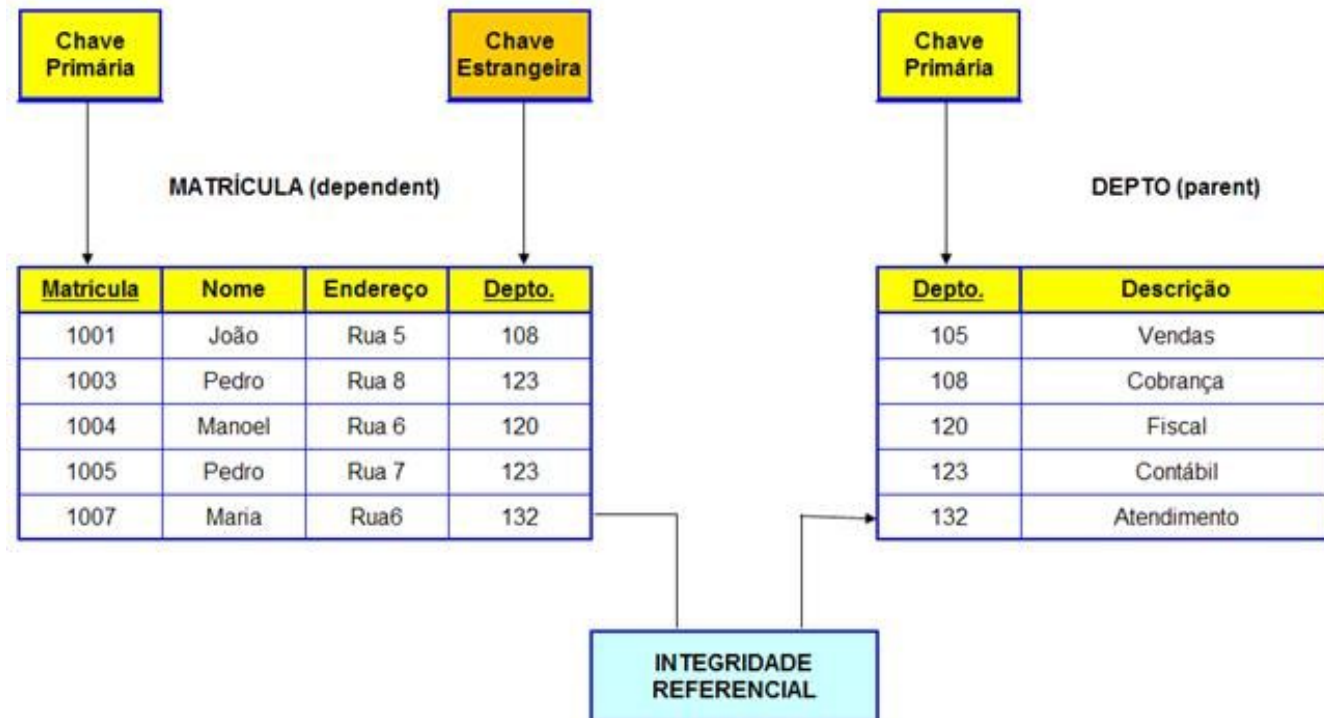 Chave
Primária
Chave
Estrangeira
Chave
Primária
MATRÍCULA (dependent)
DEPTO (parent)
Matrícula Nome Endereço Depto.
1001 João Rua 5 108
1003 Pedro Rua 8 123
1004 Manoel Rua 6 120
1005 Pedro Rua 7 123
1007 Maria Rua6 132
Depto. Descrição
105 Vendas
108 Cobrança
120 Fiscal
123 Contábil
132 Atendimento
INTEGRIDADE
REFERENCIAL